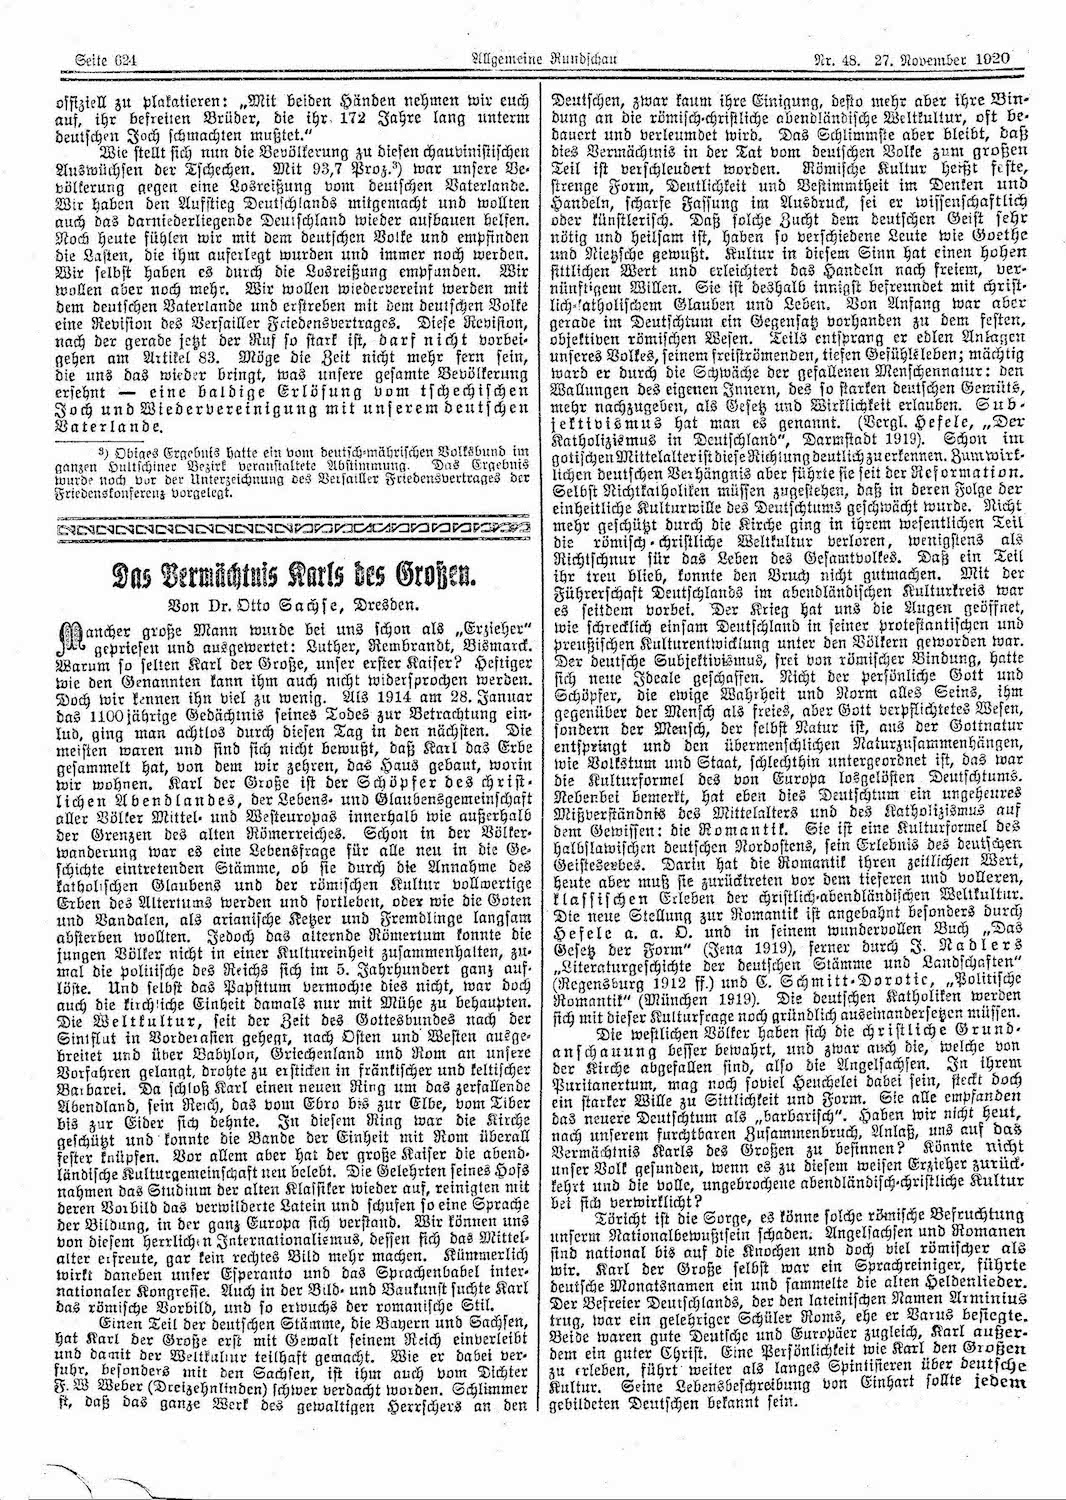 Seite 624
Allgemeine Rundschau
Nr. 48. 27. November 1920
offiziell zu plakatieren: „Mit beiden Händen nehmen wir euch
auf, ihr befreiten Brüder, die ihr 172 Jahre lang unterm
deutschen Joch schmachten mußtet.“
Wie stellt sich nun die Bevölkerung zu diesen chauvinistischen
Auswüchsen der Tschechen. Mit 93,7 Proz.³) war unsere Be-
völkerung gegen eine Losreißung vom deutschen Vaterlande.
Wir haben den Aufstieg Deutschlands mitgemacht und wollten
auch das darniederliegende Deutschland wieder aufbauen helfen.
Noch heute fühlen wir mit dem deutschen Volke und empfinden
die Lasten, die ihm auferlegt wurden und immer noch werden.
Wir selbst haben es durch die Losreißung empfunden. Wir
wollen aber noch mehr. Wir wollen wiedervereint werden mit
dem deutschen Vaterlande und erstreben mit dem deutschen Volke
eine Revision des Versailler Friedensvertrages. Diese Revision,
nach der gerade jetzt der Ruf so stark ist, darf nicht vorbei-
gehen am Artikel 83. Möge die Zeit nicht mehr fern sein,
die uns das wieder bringt, was unsere gesamte Bevölkerung
ersehnt — eine baldige Erlösung vom tschechischen
Joch und Wiedervereinigung mit unserem deutschen
Vaterlande.
³) Obiges Ergebnis hatte ein vom deutsch-mährischen Volksbund im
ganzen Hultschiner Bezirk veranstaltete Abstimmung. Das Ergebnis
wurde noch vor der Unterzeichnung des Versailler Friedensvertrages der
Friedenskonferenz vorgelegt.
Das Vermächtnis Karls des Großen.
Von Dr. Otto Sachse, Dresden.
Mancher große Mann wurde bei uns schon als „Erzieher“
gepriesen und ausgewertet: Luther, Rembrandt, Bismarck.
Warum so selten Karl der Große, unser erster Kaiser? Heftiger
wie den Genannten kann ihm auch nicht widersprochen werden.
Doch wir kennen ihn viel zu wenig. Als 1914 am 28. Januar
das 1100jährige Gedächtnis seines Todes zur Betrachtung ein-
lud, ging man achtlos durch diesen Tag in den nächsten. Die
meisten waren und sind sich nicht bewußt, daß Karl das Erbe
gesammelt hat, von dem wir zehren, das Haus gebaut, worin
wir wohnen. Karl der Große ist der Schöpfer des christ-
lichen Abendlandes, der Lebens- und Glaubensgemeinschaft
aller Völker Mittel- und Westeuropas innerhalb wie außerhalb
der Grenzen des alten Römerreiches. Schon in der Völker-
wanderung war es eine Lebensfrage für alle neu in die Ge-
schichte eintretenden Stämme, ob sie durch die Annahme des
katholischen Glaubens und der römischen Kultur vollwertige
Erben des Altertums werden und fortleben, oder wie die Goten
und Vandalen, als arianische Ketzer und Fremdlinge langsam
absterben wollten. Jedoch das alternde Römertum konnte die
jungen Völker nicht in einer Kultureinheit zusammenhalten, zu-
mal die politische des Reichs sich im 5. Jahrhundert ganz auf-
löste. Und selbst das Papsttum vermochte dies nicht, war doch
auch die kirchliche Einheit damals nur mit Mühe zu behaupten.
Die Weltkultur, seit der Zeit des Gottesbundes nach der
Sintflut in Vorderasien gehegt, nach Osten und Westen ausge-
breitet und über Babylon, Griechenland und Rom an unsere
Vorfahren gelangt, drohte zu ersticken in fränkischer und keltischer
Barbarei. Da schloß Karl einen neuen Ring um das zerfallende
Abendland, sein Reich, das vom Ebro bis zur Elbe, vom Tiber
bis zur Eider sich dehnte. In diesem Ring war die Kirche
geschützt und konnte die Bande der Einheit mit Rom überall
fester knüpfen. Vor allem aber hat der große Kaiser die abend-
ländische Kulturgemeinschaft neu belebt. Die Gelehrten seines Hofs
nahmen das Studium der alten Klassiker wieder auf, reinigten mit
deren Vorbild das verwilderte Latein und schufen so eine Sprache
der Bildung, in der ganz Europa sich verstand. Wir können uns
von diesem herrlichen Internationalismus, dessen sich das Mittel-
alter erfreute, gar kein rechtes Bild mehr machen. Kümmerlich
wirkt daneben unser Esperanto und das Sprachenbabel inter-
nationaler Kongresse. Auch in der Bild- und Baukunst suchte Karl
das römische Vorbild, und so erwuchs der romanische Stil.
Einen Teil der deutschen Stämme, die Bayern und Sachsen,
hat Karl der Große erst mit Gewalt seinem Reich einverleibt
und damit der Weltkultur teilhaft gemacht. Wie er dabei ver-
fuhr, besonders mit den Sachsen, ist ihm auch vom Dichter
F. W Weber (Dreizehnlinden) schwer verdacht worden. Schlimmer
ist, daß das ganze Werk des gewaltigen Herrschers an den
Deutschen, zwar kaum ihre Einigung, desto mehr aber ihre Bin-
dung an die römisch-christliche abendländische Weltkultur, oft be-
dauert und verleumdet wird. Das Schlimmste aber bleibt, daß
dies Vermächtnis in der Tat vom deutschen Volke zum großen
Teil ist verschleudert worden. Römische Kultur heißt feste,
strenge Form, Deutlichkeit und Bestimmtheit im Denken und
Handeln, scharfe Fassung im Ausdruck, sei er wissenschaftlich
oder künstlerisch. Daß solche Zucht dem deutschen Geist sehr
nötig und heilsam ist, haben so verschiedene Leute wie Goethe
und Nietzsche gewußt. Kultur in diesem Sinn hat einen hohen
sittlichen Wert und erleichtert das Handeln nach freiem, ver-
nünftigem Willen. Sie ist deshalb innigst befreundet mit christ-
lich-katholischem Glauben und Leben. Von Anfang war aber
gerade im Deutschtum ein Gegensatz vorhanden zu dem festen,
objektiven römischen Wesen. Teils entsprang er edlen Anlagen
unseres Volkes, seinem freiströmenden, tiefen Gefühlsleben; mächtig
ward er durch die Schwäche der gefallenen Menschennatur: den
Wallungen des eigenen Innern, des so starken deutschen Gemüts,
mehr nachzugeben, als Gesetz und Wirklichkeit erlauben. Sub-
jektivismus hat man es genannt. (Vergl. Hefele, „Der
Katholizismus in Deutschland“, Darmstadt 1919). Schon im
gotischen Mittelalter ist diese Richtung deutlich zu erkennen. Zum wirk-
lichen deutschen Verhängnis aber führte sie seit der Reformation.
Selbst Nichtkatholiken müssen zugestehen, daß in deren Folge der
einheitliche Kulturwille des Deutschtums geschwächt wurde. Nicht
mehr geschützt durch die Kirche ging in ihrem wesentlichen Teil
die römisch-christliche Weltkultur verloren, wenigstens als
Richtschnur für das Leben des Gesamtvolkes. Daß ein Teil
ihr treu blieb, konnte den Bruch nicht gutmachen. Mit der
Führerschaft Deutschlands im abendländischen Kulturkreis war
es seitdem vorbei. Der Krieg hat uns die Augen geöffnet,
wie schrecklich einsam Deutschland in seiner protestantischen und
preußischen Kulturentwicklung unter den Völkern geworden war.
Der deutsche Subjektivismus, frei von römischer Bindung, hatte
sich neue Ideale geschaffen. Nicht der persönliche Gott und
Schöpfer, die ewige Wahrheit und Norm alles Seins, ihm
gegenüber der Mensch als freies, aber Gott verpflichtetes Wesen,
sondern der Mensch, der selbst Natur ist, aus der Gottnatur
entspringt und den übermenschlichen Naturzusammenhängen,
wie Volkstum und Staat, schlechthin untergeordnet ist, das war
die Kulturformel des von Europa losgelösten Deutschtums.
Nebenbei bemerkt, hat eben dies Deutschtum ein ungeheures
Mißverständnis des Mittelalters und des Katholizismus auf
dem Gewissen: die Romantik. Sie ist eine Kulturformel des
halbslawischen deutschen Nordostens, sein Erlebnis des deutschen
Geisteserbes. Darin hat die Romantik ihren zeitlichen Wert,
heute aber muß sie zurücktreten vor dem tieferen und volleren,
klassischen Erleben der christlich-abendländischen Weltkultur.
Die neue Stellung zur Romantik ist angebahnt besonders durch
Hefele a. a. O. und in seinem wundervollen Buch „Das
Gesetz der Form“ (Jena 1919), ferner durch J. Nadlers
„Literaturgeschichte der deutschen Stämme und Landschaften“
(Regensburg 1912 ff.) und C. Schmitt-Dorotic, „Politische
Romantik“ (München 1919). Die deutschen Katholiken werden
sich mit dieser Kulturfrage noch gründlich auseinandersetzen müssen.
Die westlichen Völker haben sich die christliche Grund-
anschauung besser bewahrt, und zwar auch die, welche von
der Kirche abgefallen sind, also die Angelsachsen. In ihrem
Puritanertum, mag noch soviel Heuchelei dabei sein, steckt doch
ein starker Wille zu Sittlichkeit und Form. Sie alle empfanden
das neuere Deutschtum als „barbarisch“. Haben wir nicht heut,
nach unserem furchtbaren Zusammenbruch, Anlaß, uns auf das
Vermächtnis Karls des Großen zu besinnen? Könnte nicht
unser Volk gesunden, wenn es zu diesem weisen Erzieher zurück-
kehrt und die volle, ungebrochene abendländisch-christliche Kultur
bei sich verwirklicht?
Töricht ist die Sorge, es könne solche römische Befruchtung
unserm Nationalbewußtsein schaden. Angelsachsen und Romanen
sind national bis auf die Knochen und doch viel römischer als
wir. Karl der Große selbst war ein Sprachreiniger, führte
deutsche Monatsnamen ein und sammelte die alten Heldenlieder.
Der Befreier Deutschlands, der den lateinischen Namen Arminius
trug, war ein gelehriger Schüler Roms, ehe er Varus besiegte.
Beide waren gute Deutsche und Europäer zugleich, Karl außer-
dem ein guter Christ. Eine Persönlichkeit wie Karl den Großen
zu erleben, führt weiter als langes Spintisieren über deutsche
Kultur. Seine Lebensbeschreibung von Einhart sollte jedem
gebildeten Deutschen bekannt sein.